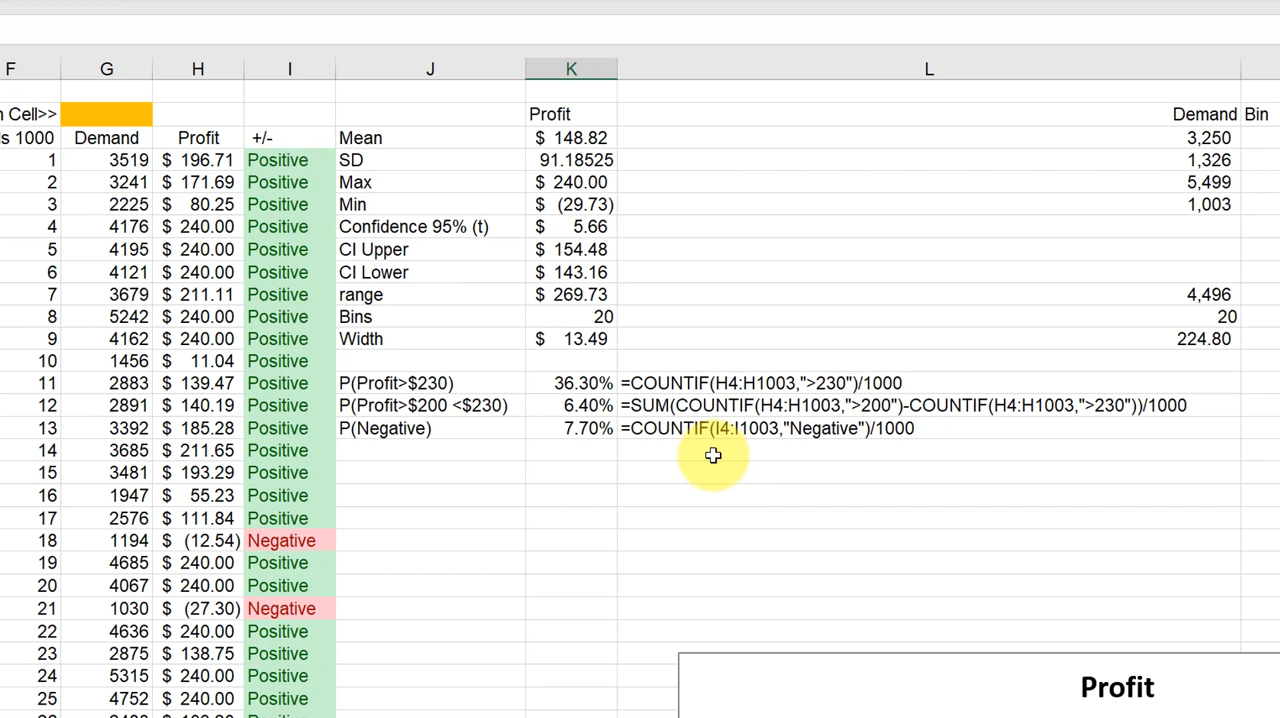 F G H I J K L
n Cell>> Profit Demand Bin
ls 1000 Demand Profit +/- Mean $ 148.82 3,250
1 3519 $ 196.71 Positive SD 91.18525 1,326
2 3241 $ 171.69 Positive Max $ 240.00 5,499
3 2225 $ 80.25 Positive Min $ (29.73) 1,003
4 4176 $ 240.00 Positive Confidence 95% (t) $ 5.66
5 4195 $ 240.00 Positive CI Upper $ 154.48
6 4121 $ 240.00 Positive CI Lower $ 143.16
7 3679 $ 211.11 Positive range $ 269.73 4,496
8 5242 $ 240.00 Positive Bins 20 20
9 4162 $ 240.00 Positive Width $ 13.49 224.80
10 1456 $ 11.04 Positive
11 2883 $ 139.47 Positive P(Profit>$230) 36.30% =COUNTIF(H4:H1003,">230")/1000
12 2891 $ 140.19 Positive P(Profit>$200 <$230) 6.40% =SUM(COUNTIF(H4:H1003,">200")-COUNTIF(H4:H1003,">230"))/1000
13 3392 $ 185.28 Positive P(Negative) 7.70% =COUNTIF(I4:I1003,"Negative")/1000
14 3685 $ 211.65 Positive
15 3481 $ 193.29 Positive
16 1947 $ 55.23 Positive
17 2576 $ 111.84 Positive
18 1194 $ (12.54) Negative
19 4685 $ 240.00 Positive
20 4067 $ 240.00 Positive
21 1030 $ (27.30) Negative
22 4636 $ 240.00 Positive
23 2875 $ 138.75 Positive
24 5315 $ 240.00 Positive
Profit
25 4752 $ 240.00 Positive